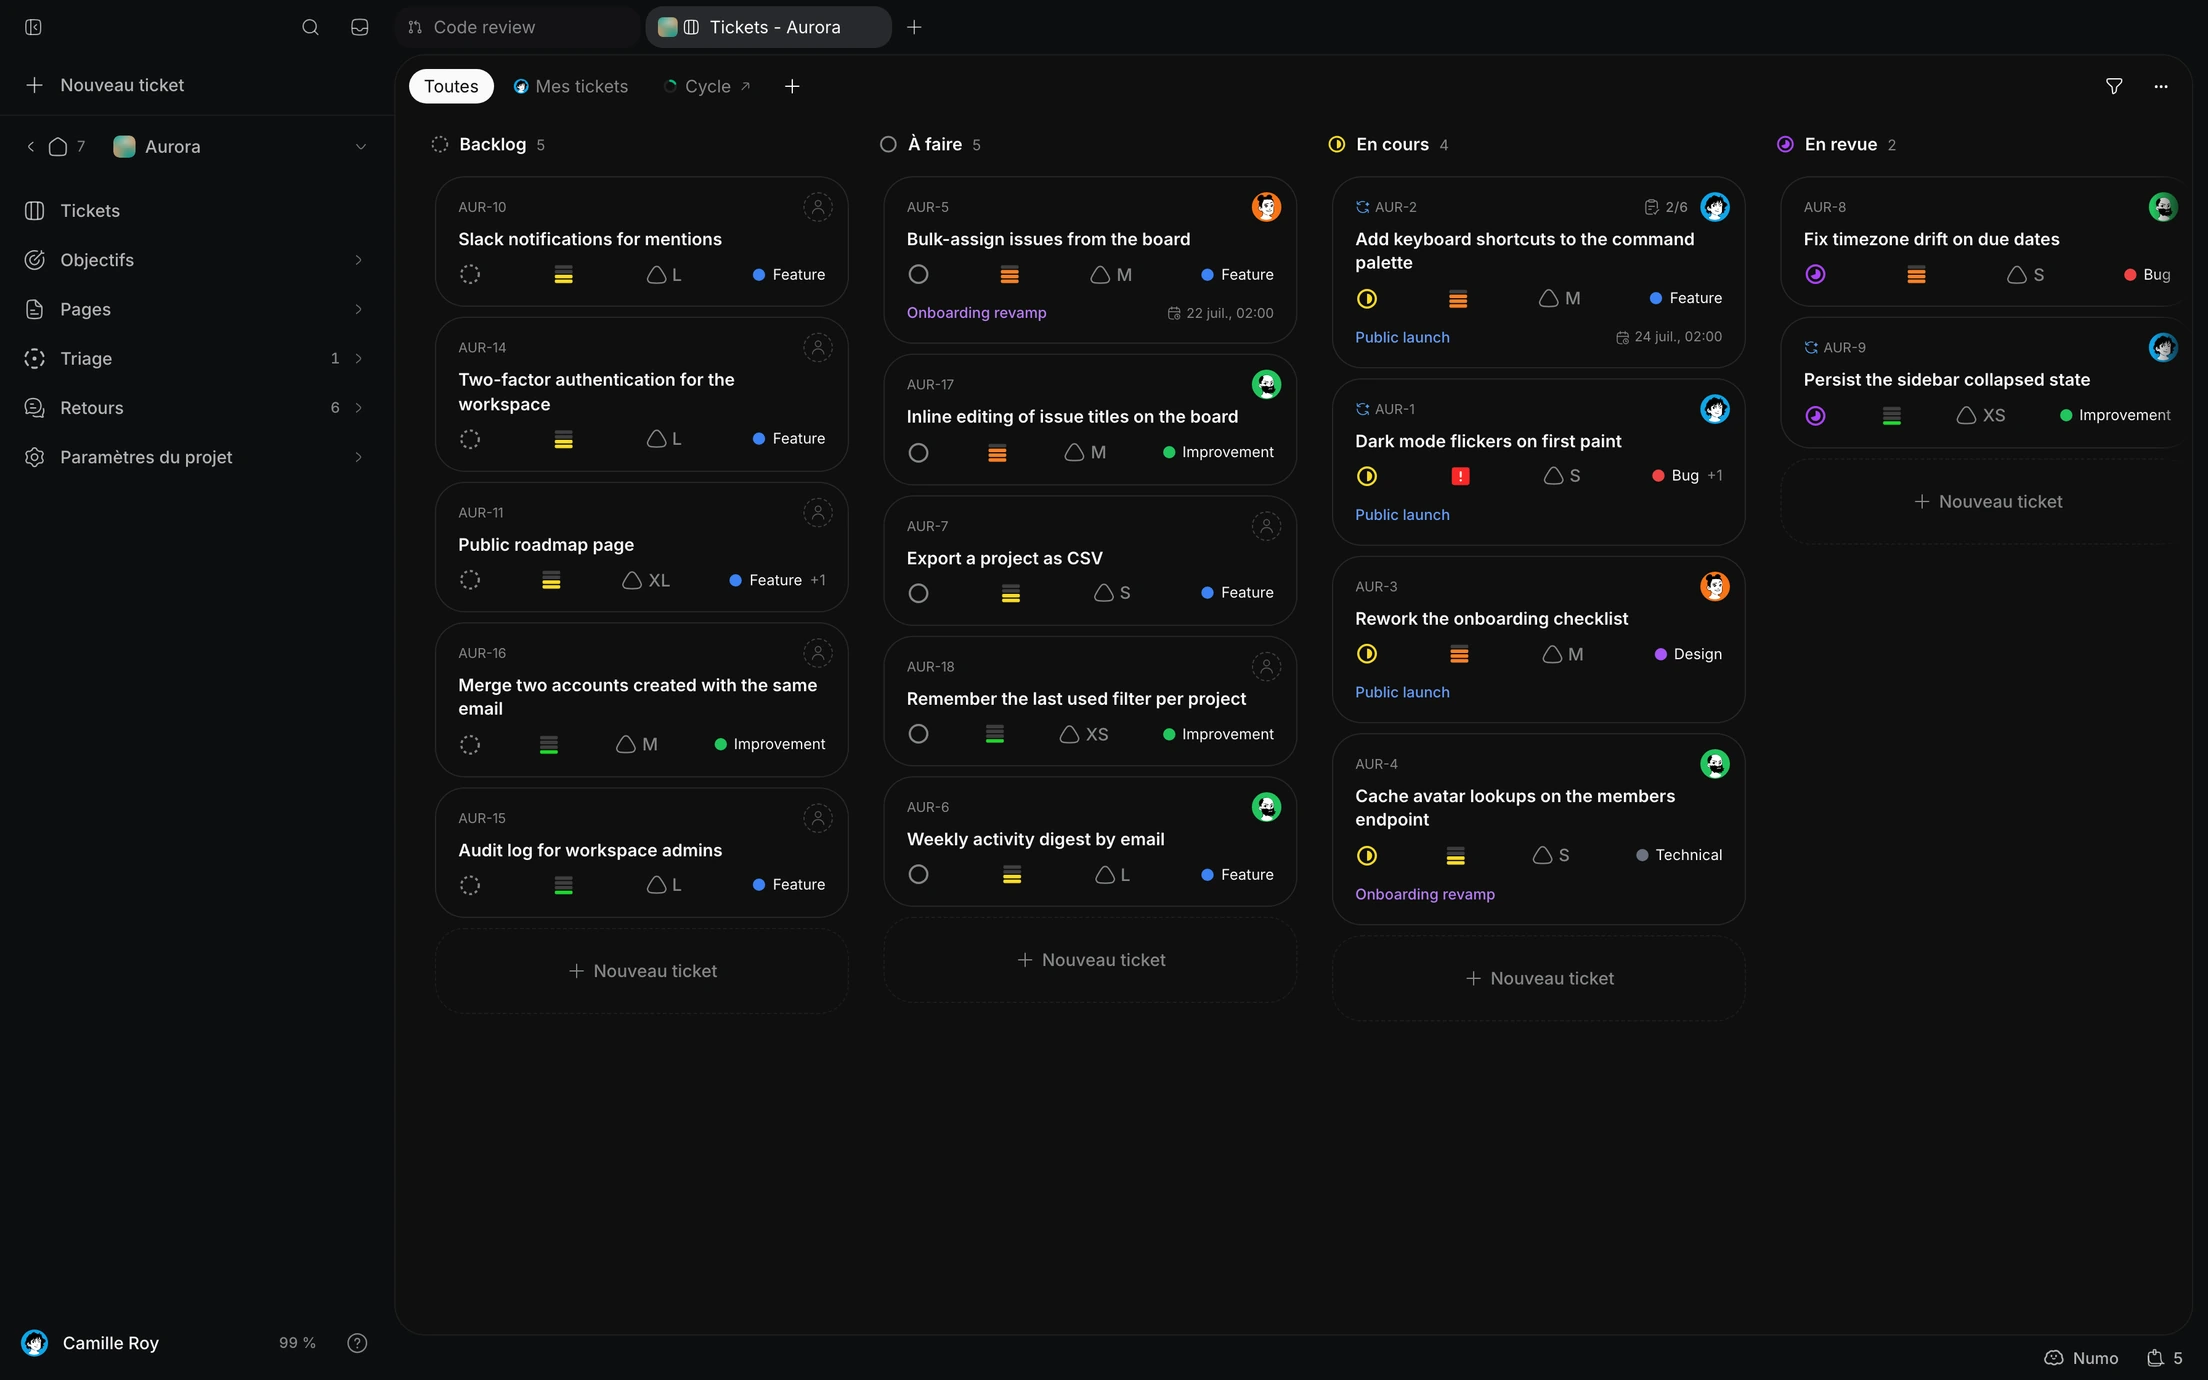 Code review
Tickets - Aurora
Nouveau ticket
7
Aurora
Tickets
Objectifs
Pages
Triage 1
Retours 6
Paramètres du projet
Toutes
Mes tickets
Cycle
Backlog 5
AUR-10
Slack notifications for mentions
L Feature
AUR-14
Two-factor authentication for the
workspace
L Feature
AUR-11
Public roadmap page
XL Feature +1
AUR-16
Merge two accounts created with the same
email
M Improvement
AUR-15
Audit log for workspace admins
L Feature
Nouveau ticket
À faire 5
AUR-5
Bulk-assign issues from the board
M Feature
Onboarding revamp 22 juil., 02:00
AUR-17
Inline editing of issue titles on the board
M Improvement
AUR-7
Export a project as CSV
S Feature
AUR-18
Remember the last used filter per project
XS Improvement
AUR-6
Weekly activity digest by email
L Feature
Nouveau ticket
En cours 4
AUR-2 2/6
Add keyboard shortcuts to the command
palette
M Feature
Public launch 24 juil., 02:00
AUR-1
Dark mode flickers on first paint
S Bug +1
Public launch
AUR-3
Rework the onboarding checklist
M Design
Public launch
AUR-4
Cache avatar lookups on the members
endpoint
S Technical
Onboarding revamp
Nouveau ticket
En revue 2
AUR-8
Fix timezone drift on due dates
S Bug
AUR-9
Persist the sidebar collapsed state
XS Improvement
Nouveau ticket
Camille Roy 99 %
Numo 5